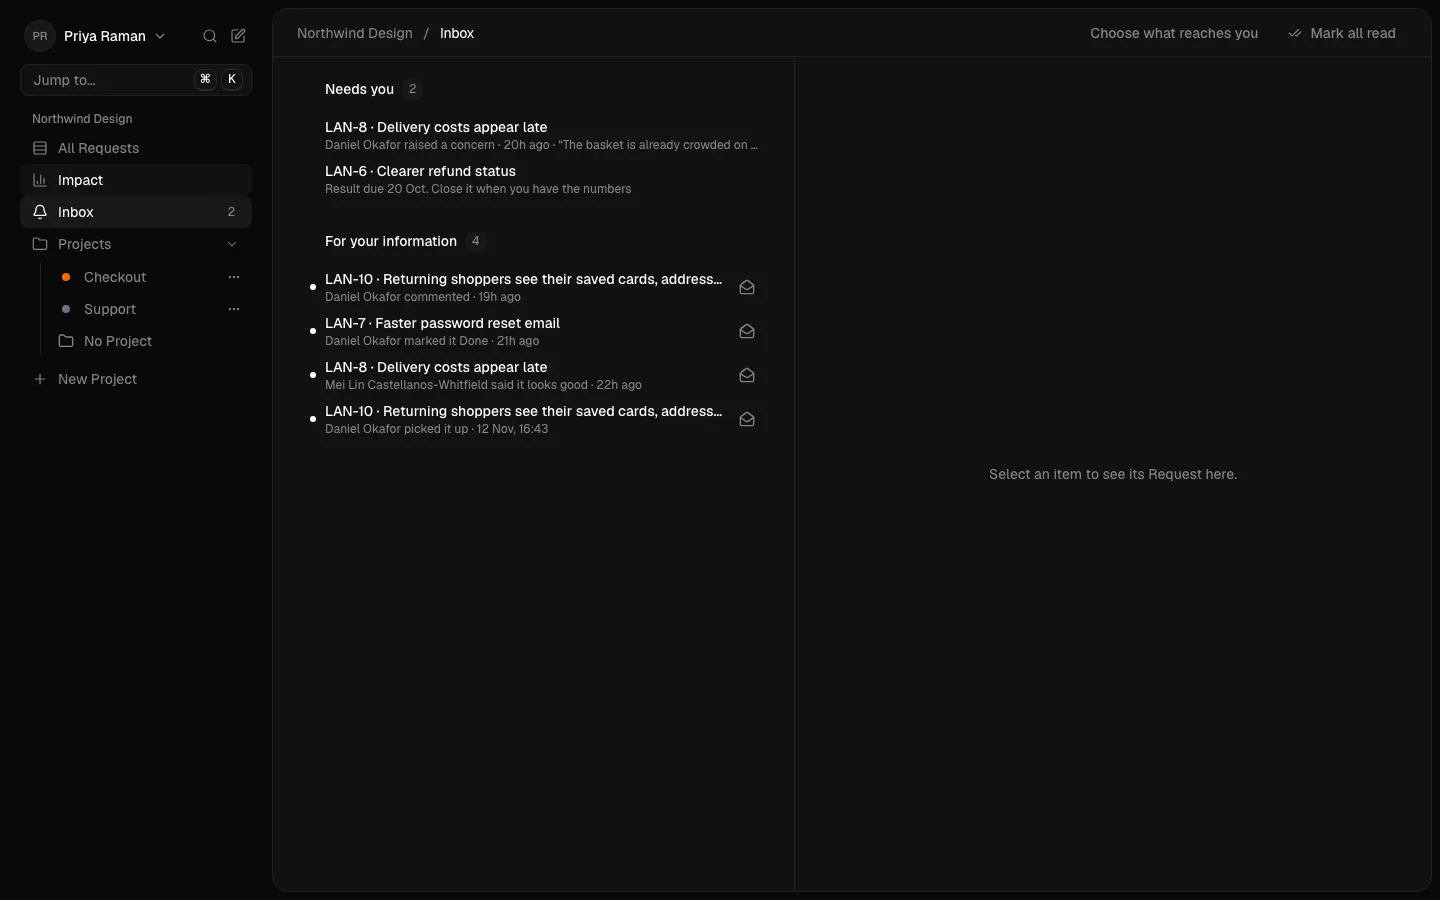 PR Priya Raman
Jump to... ⌘ K
Northwind Design
All Requests
Impact
Inbox 2
Projects
Checkout
Support
No Project
New Project
Northwind Design / Inbox
Choose what reaches you
Mark all read
Needs you 2
LAN-8 · Delivery costs appear late
Daniel Okafor raised a concern · 20h ago · “The basket is already crowded on ...
LAN-6 · Clearer refund status
Result due 20 Oct. Close it when you have the numbers
For your information 4
LAN-10 · Returning shoppers see their saved cards, address...
Daniel Okafor commented · 19h ago
LAN-7 · Faster password reset email
Daniel Okafor marked it Done · 21h ago
LAN-8 · Delivery costs appear late
Mei Lin Castellanos-Whitfield said it looks good · 22h ago
LAN-10 · Returning shoppers see their saved cards, address...
Daniel Okafor picked it up · 12 Nov, 16:43
Select an item to see its Request here.